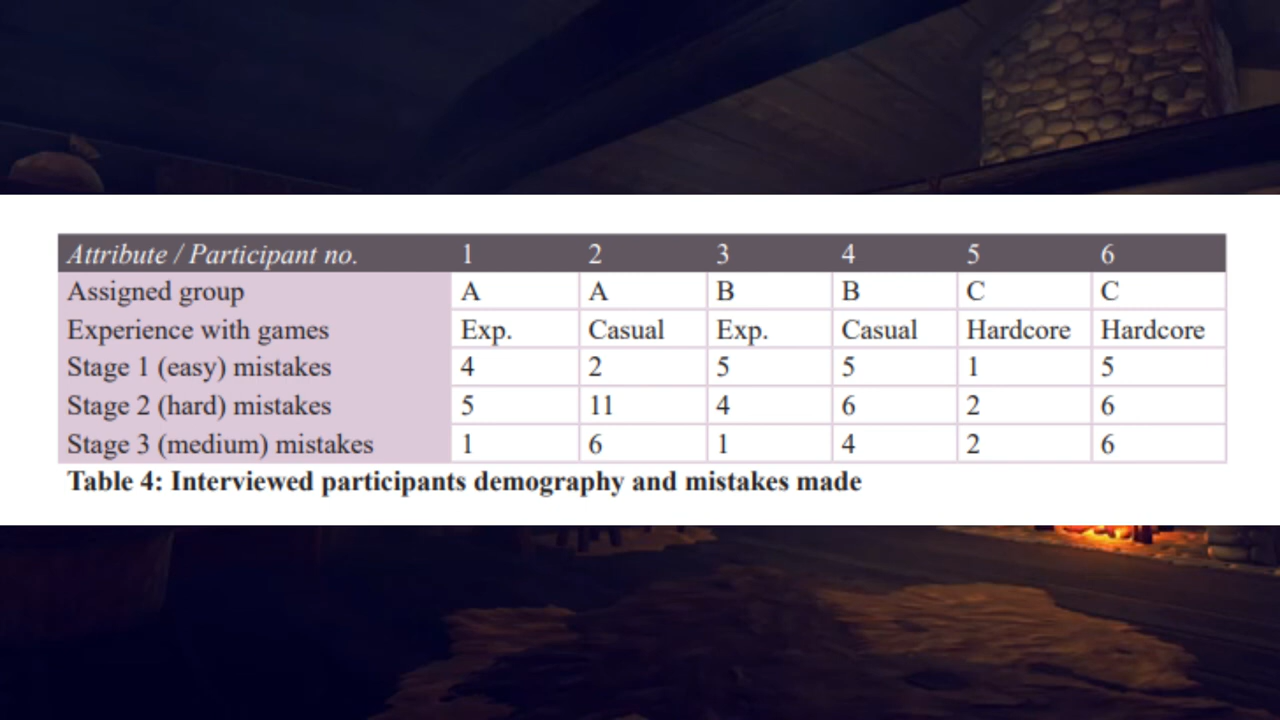 Attribute / Participant no. 1 2 3 4 5 6
Assigned group A A B B C C
Experience with games Exp. Casual Exp. Casual Hardcore Hardcore
Stage 1 (easy) mistakes 4 2 5 5 1 5
Stage 2 (hard) mistakes 5 11 4 6 2 6
Stage 3 (medium) mistakes 1 6 1 4 2 6
Table 4: Interviewed participants demography and mistakes made